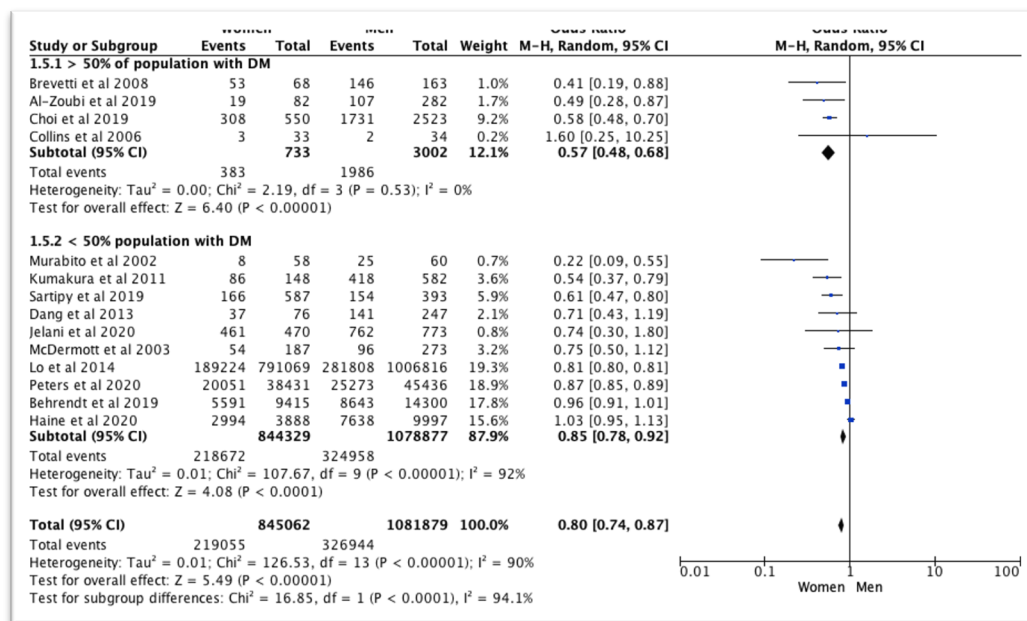 Study or Subgroup Events Total Events Total Weight M-H, Random, 95% CI M-H, Random, 95% CI
1.5.1 > 50% of population with DM
Brevetti et al 2008 53 68 146 163 1.0% 0.41 [0.19, 0.88]
Al-Zoubi et al 2019 19 82 107 282 1.7% 0.49 [0.28, 0.87]
Choi et al 2019 308 550 1731 2523 9.2% 0.58 [0.48, 0.70]
Collins et al 2006 3 33 2 34 0.2% 1.60 [0.25, 10.25]
Subtotal (95% CI) 733 3002 12.1% 0.57 [0.48, 0.68]
Total events 383 1986
Heterogeneity: Tau² = 0.00; Chi² = 2.19, df = 3 (P = 0.53); I² = 0%
Test for overall effect: Z = 6.40 (P < 0.00001)
1.5.2 < 50% population with DM
Murabito et al 2002 8 58 25 60 0.7% 0.22 [0.09, 0.55]
Kumakura et al 2011 86 148 418 582 3.6% 0.54 [0.37, 0.79]
Sartipy et al 2019 166 587 154 393 5.9% 0.61 [0.47, 0.80]
Dang et al 2013 37 76 141 247 2.1% 0.71 [0.43, 1.19]
Jelani et al 2020 461 470 762 773 0.8% 0.74 [0.30, 1.80]
McDermott et al 2003 54 187 96 273 3.2% 0.75 [0.50, 1.12]
Lo et al 2014 189224 791069 281808 1006816 19.3% 0.81 [0.80, 0.81]
Peters et al 2020 20051 38431 25273 45436 18.9% 0.87 [0.85, 0.89]
Behrendt et al 2019 5591 9415 8643 14300 17.8% 0.96 [0.91, 1.01]
Haine et al 2020 2994 3888 7638 9997 15.6% 1.03 [0.95, 1.13]
Subtotal (95% CI) 844329 1078877 87.9% 0.85 [0.78, 0.92]
Total events 218672 324958
Heterogeneity: Tau² = 0.01; Chi² = 107.67, df = 9 (P < 0.00001); I² = 92%
Test for overall effect: Z = 4.08 (P < 0.0001)
Total (95% CI) 845062 1081879 100.0% 0.80 [0.74, 0.87]
Total events 219055 326944
Heterogeneity: Tau² = 0.01; Chi² = 126.53, df = 13 (P < 0.00001); I² = 90%
Test for overall effect: Z = 5.49 (P < 0.00001)
Test for subgroup differences: Chi² = 16.85, df = 1 (P < 0.0001), I² = 94.1%
0.01 0.1 1 10 100
Women Men